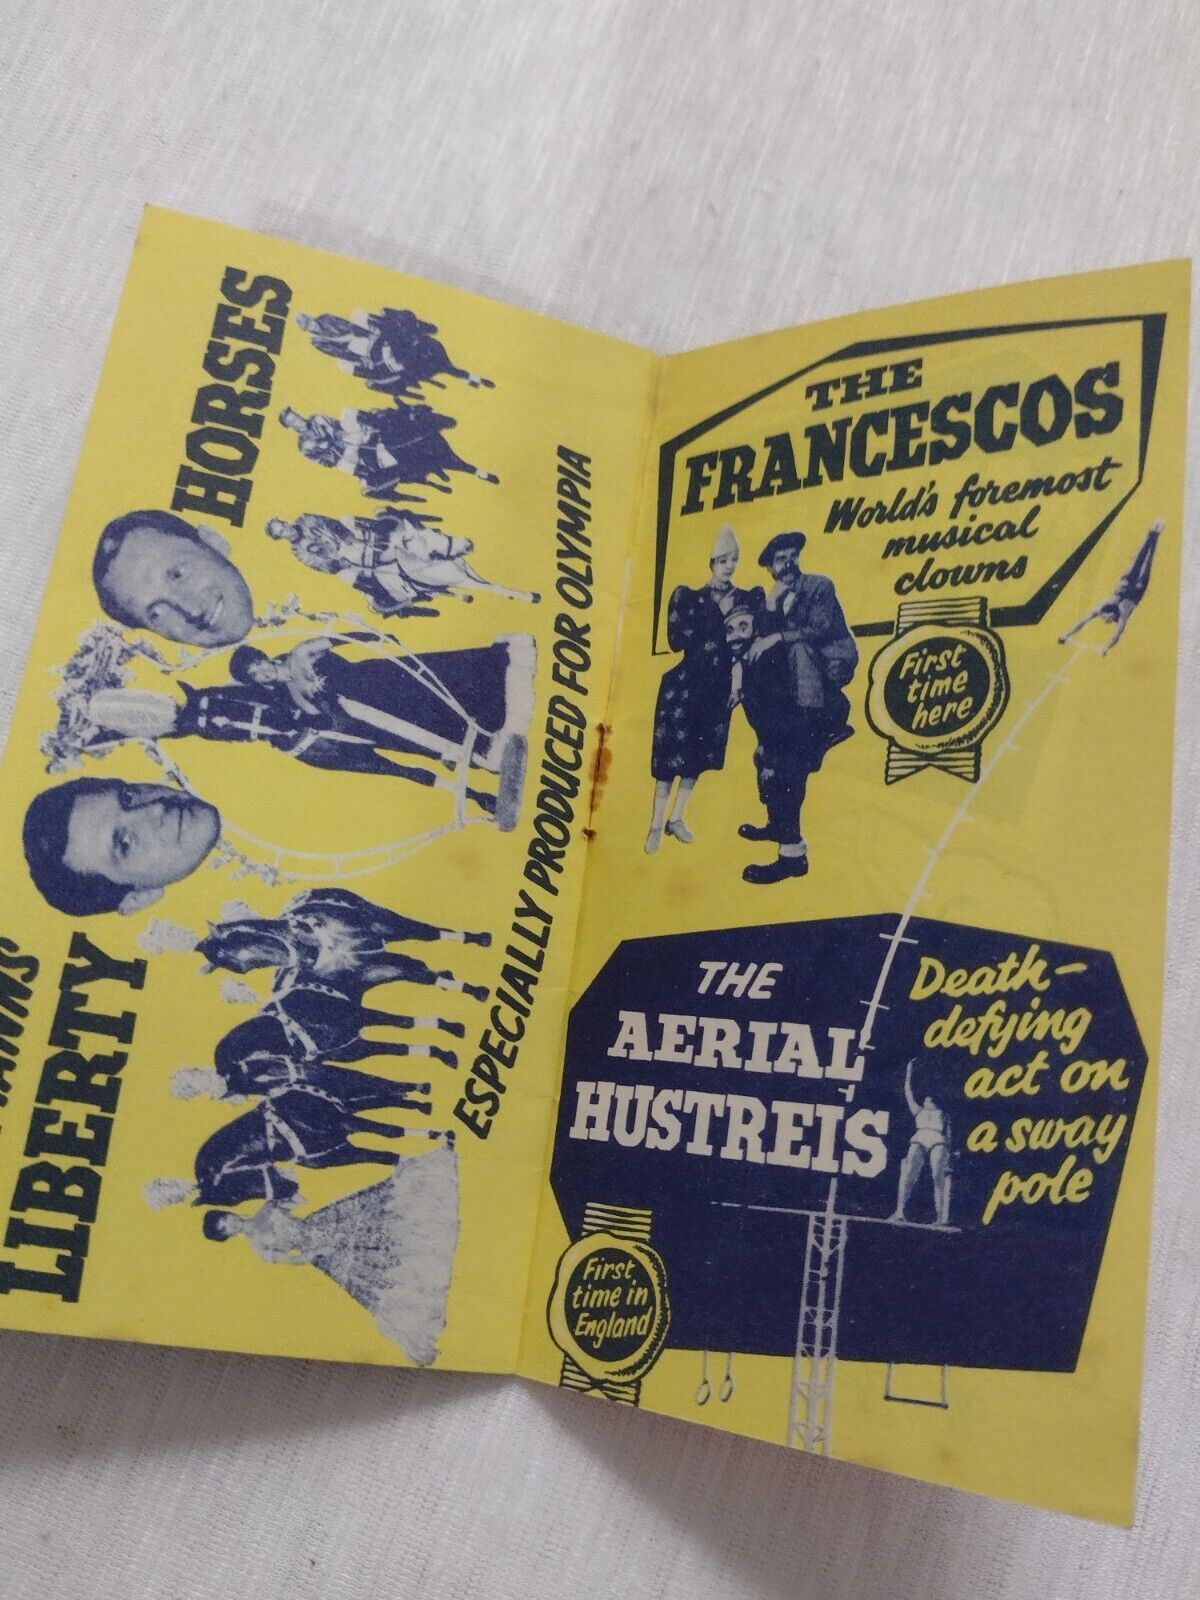 LIBERTY HORSES
ESPECIALLY PRODUCED FOR OLYMPIA
THE
FRANCESCOS
World's foremost
musical
clowns
First
time
here
THE
AERIAL
HUSTREIS
Death-
defying
act on
a sway
pole
First
time in
England